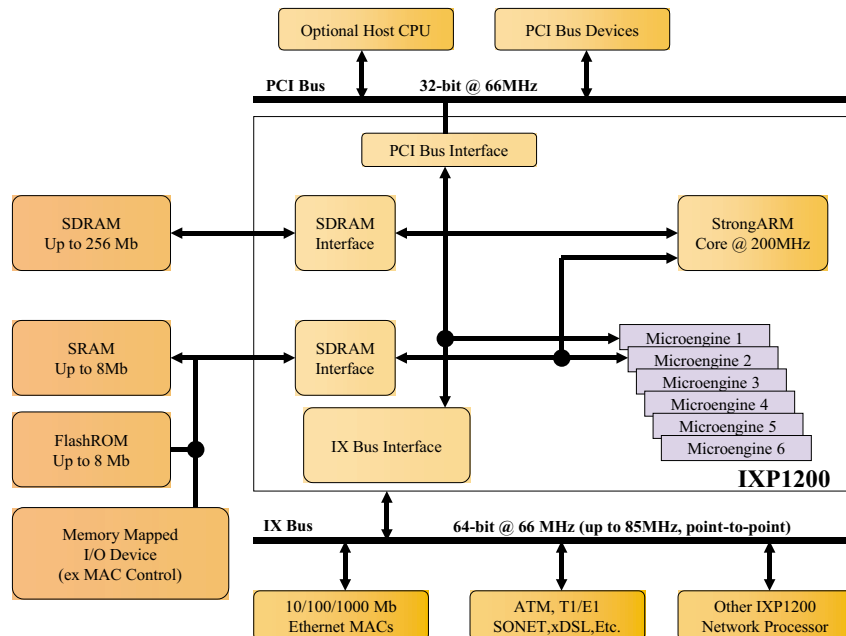 Optional Host CPU
PCI Bus Devices
PCI Bus
32-bit @ 66MHz
PCI Bus Interface
SDRAM
Up to 256 Mb
SDRAM
Interface
StrongARM
Core @ 200MHz
SRAM
Up to 8Mb
SDRAM
Interface
Microengine 1
Microengine 2
Microengine 3
Microengine 4
Microengine 5
Microengine 6
FlashROM
Up to 8 Mb
IX Bus Interface
IXP1200
Memory Mapped
I/O Device
(ex MAC Control)
IX Bus
64-bit @ 66 MHz (up to 85MHz, point-to-point)
10/100/1000 Mb
Ethernet MACs
ATM, T1/E1
SONET,xDSL,Etc.
Other IXP1200
Network Processor